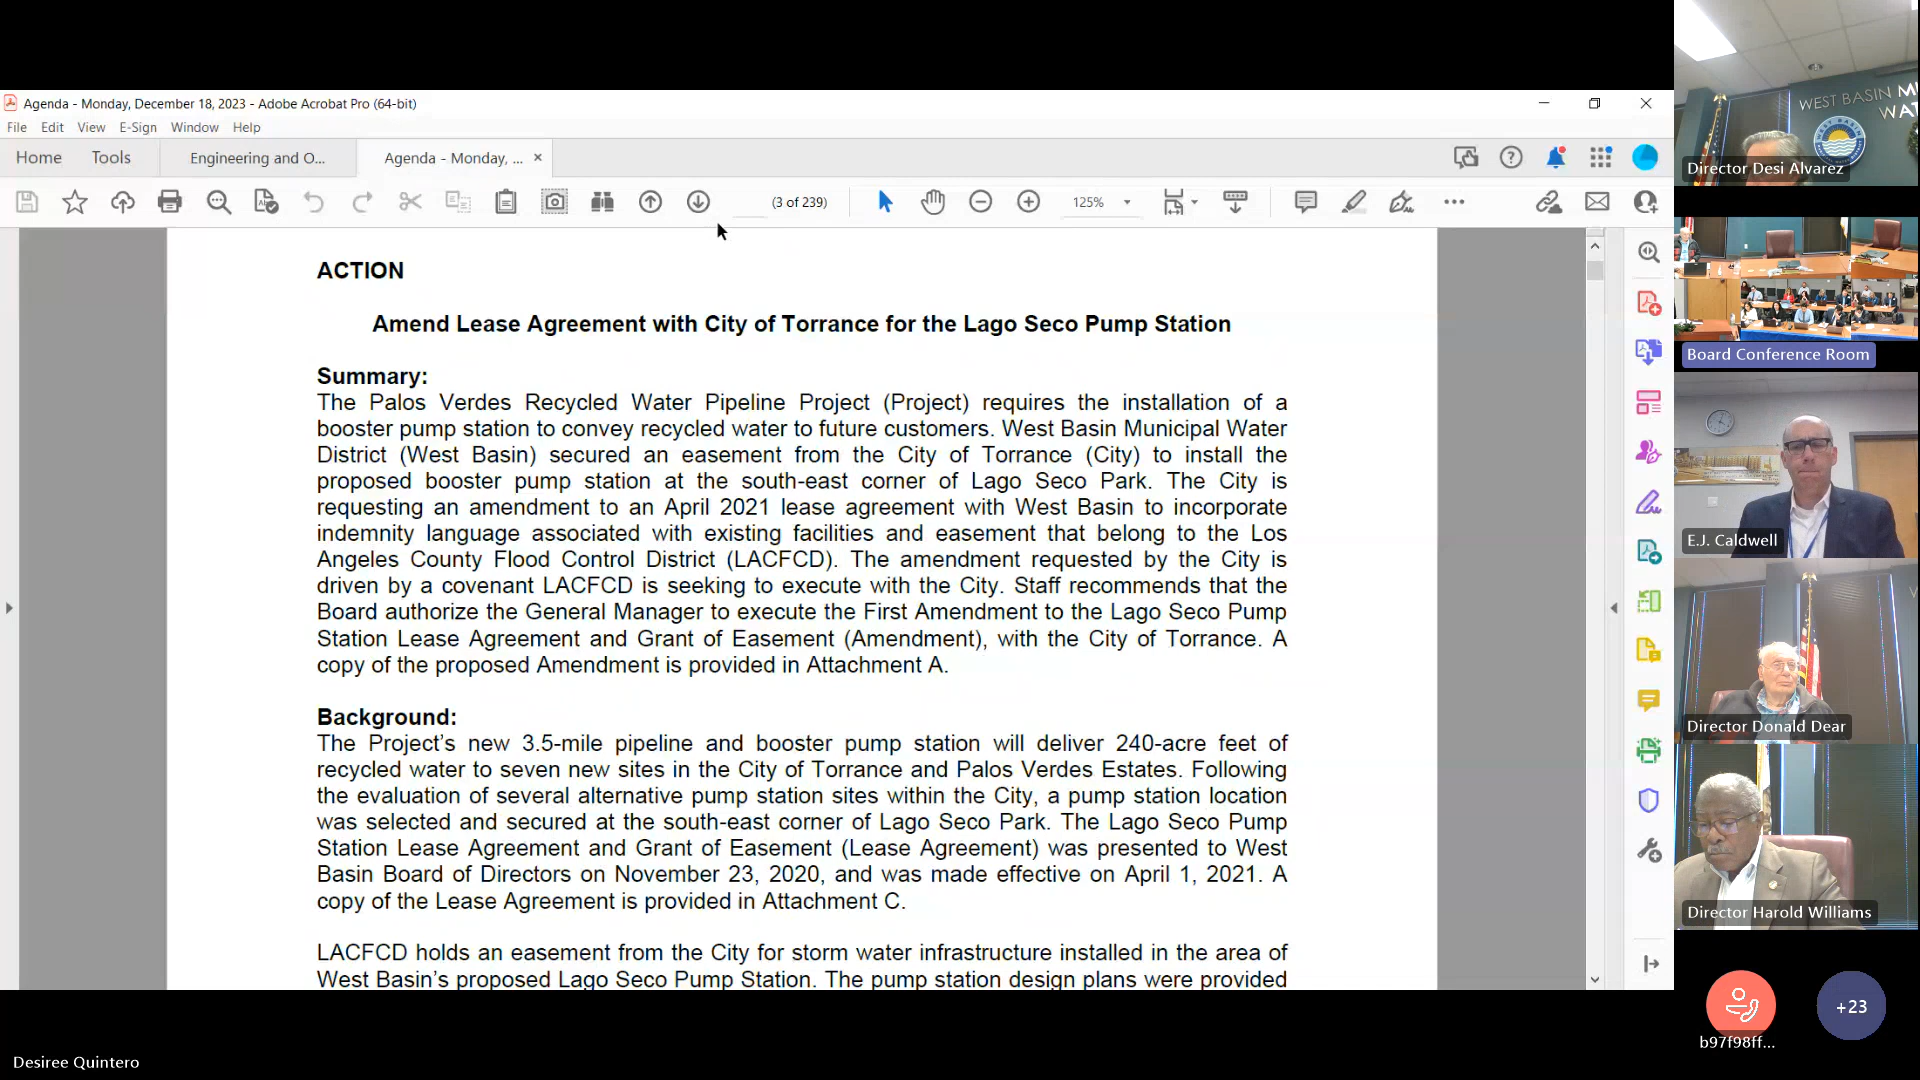 Agenda - Monday, December 18, 2023 - Adobe Acrobat Pro (64-bit)
File Edit View E-Sign Window Help
Home Tools Engineering and O... Agenda - Monday, ...
(3 of 239) 125%
ACTION
Amend Lease Agreement with City of Torrance for the Lago Seco Pump Station
Summary:
The Palos Verdes Recycled Water Pipeline Project (Project) requires the installation of a
booster pump station to convey recycled water to future customers. West Basin Municipal Water
District (West Basin) secured an easement from the City of Torrance (City) to install the
proposed booster pump station at the south-east corner of Lago Seco Park. The City is
requesting an amendment to an April 2021 lease agreement with West Basin to incorporate
indemnity language associated with existing facilities and easement that belong to the Los
Angeles County Flood Control District (LACFCD). The amendment requested by the City is
driven by a covenant LACFCD is seeking to execute with the City. Staff recommends that the
Board authorize the General Manager to execute the First Amendment to the Lago Seco Pump
Station Lease Agreement and Grant of Easement (Amendment), with the City of Torrance. A
copy of the proposed Amendment is provided in Attachment A.
Background:
The Project's new 3.5-mile pipeline and booster pump station will deliver 240-acre feet of
recycled water to seven new sites in the City of Torrance and Palos Verdes Estates. Following
the evaluation of several alternative pump station sites within the City, a pump station location
was selected and secured at the south-east corner of Lago Seco Park. The Lago Seco Pump
Station Lease Agreement and Grant of Easement (Lease Agreement) was presented to West
Basin Board of Directors on November 23, 2020, and was made effective on April 1, 2021. A
copy of the Lease Agreement is provided in Attachment C.
LACFCD holds an easement from the City for storm water infrastructure installed in the area of
West Basin's proposed Lago Seco Pump Station. The pump station design plans were provided
WEST BASIN M
WAT
Director Desi Alvarez
Board Conference Room
E.J. Caldwell
Director Donald Dear
Director Harold Williams
b97f98ff...
+23
Desiree Quintero